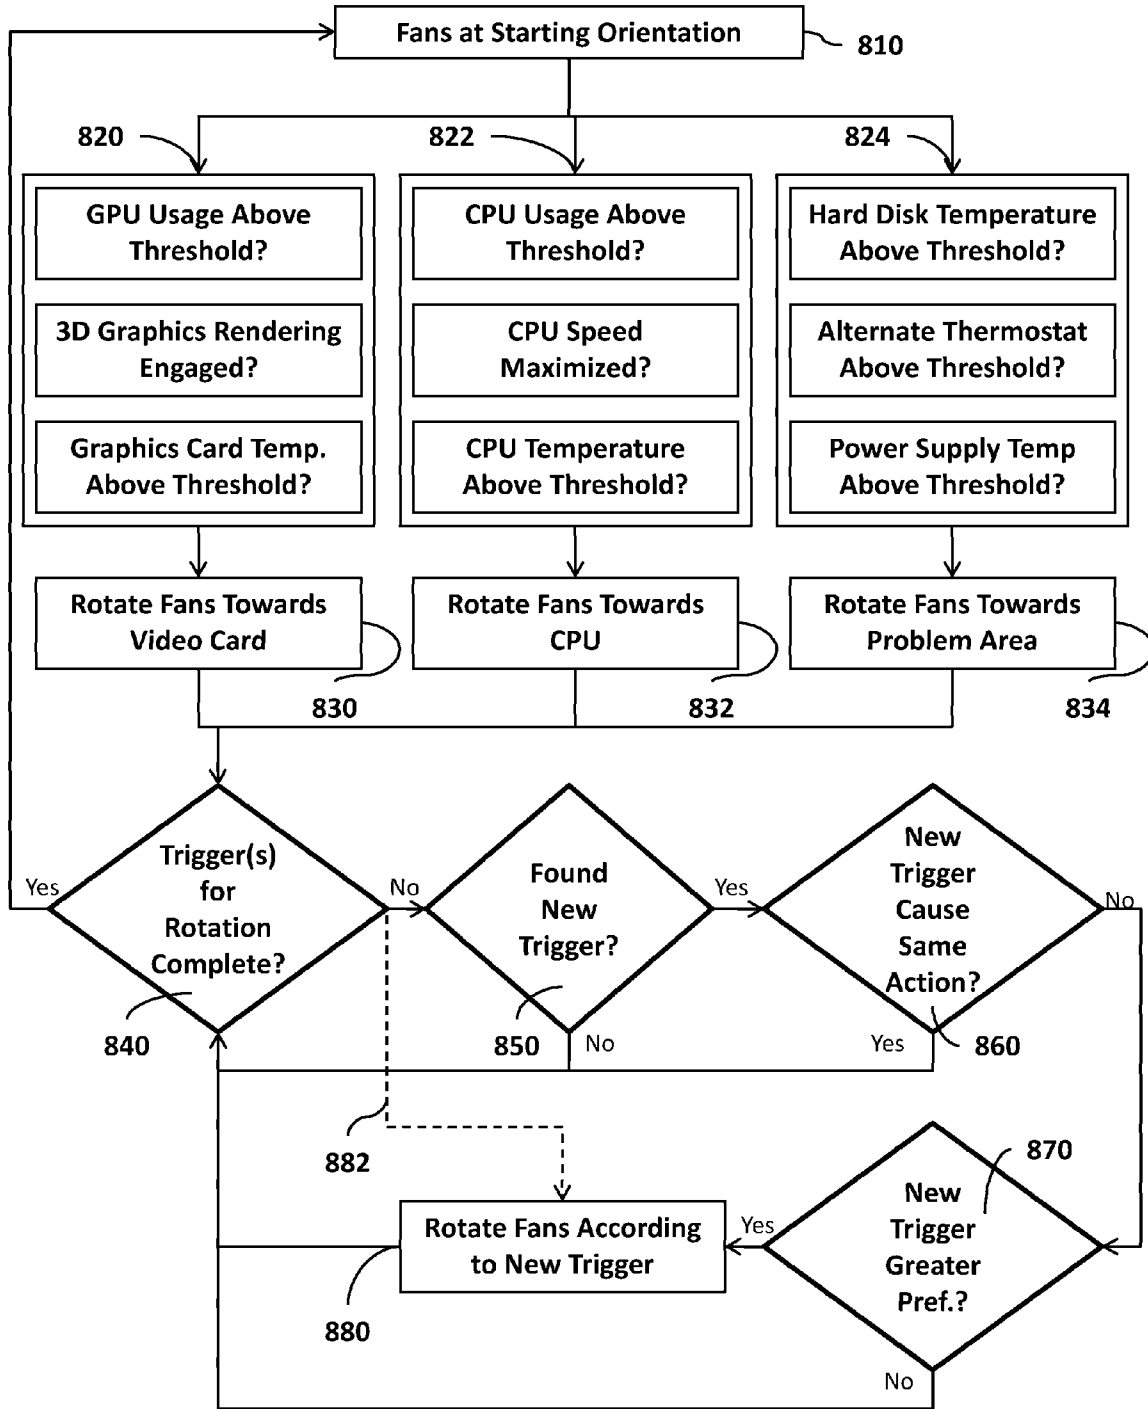 Fans at Starting Orientation
810
820
822
824
GPU Usage Above
Threshold?
3D Graphics Rendering
Engaged?
Graphics Card Temp.
Above Threshold?
CPU Usage Above
Threshold?
CPU Speed
Maximized?
CPU Temperature
Above Threshold?
Hard Disk Temperature
Above Threshold?
Alternate Thermostat
Above Threshold?
Power Supply Temp
Above Threshold?
Rotate Fans Towards
Video Card
Rotate Fans Towards
CPU
Rotate Fans Towards
Problem Area
830
832
834
Yes
Trigger(s)
for
Rotation
Complete?
No
840
Found
New
Trigger?
Yes
850
No
New
Trigger
Cause
Same
Action?
No
Yes
860
882
870
New
Trigger
Greater
Pref.?
Yes
Rotate Fans According
to New Trigger
880
No